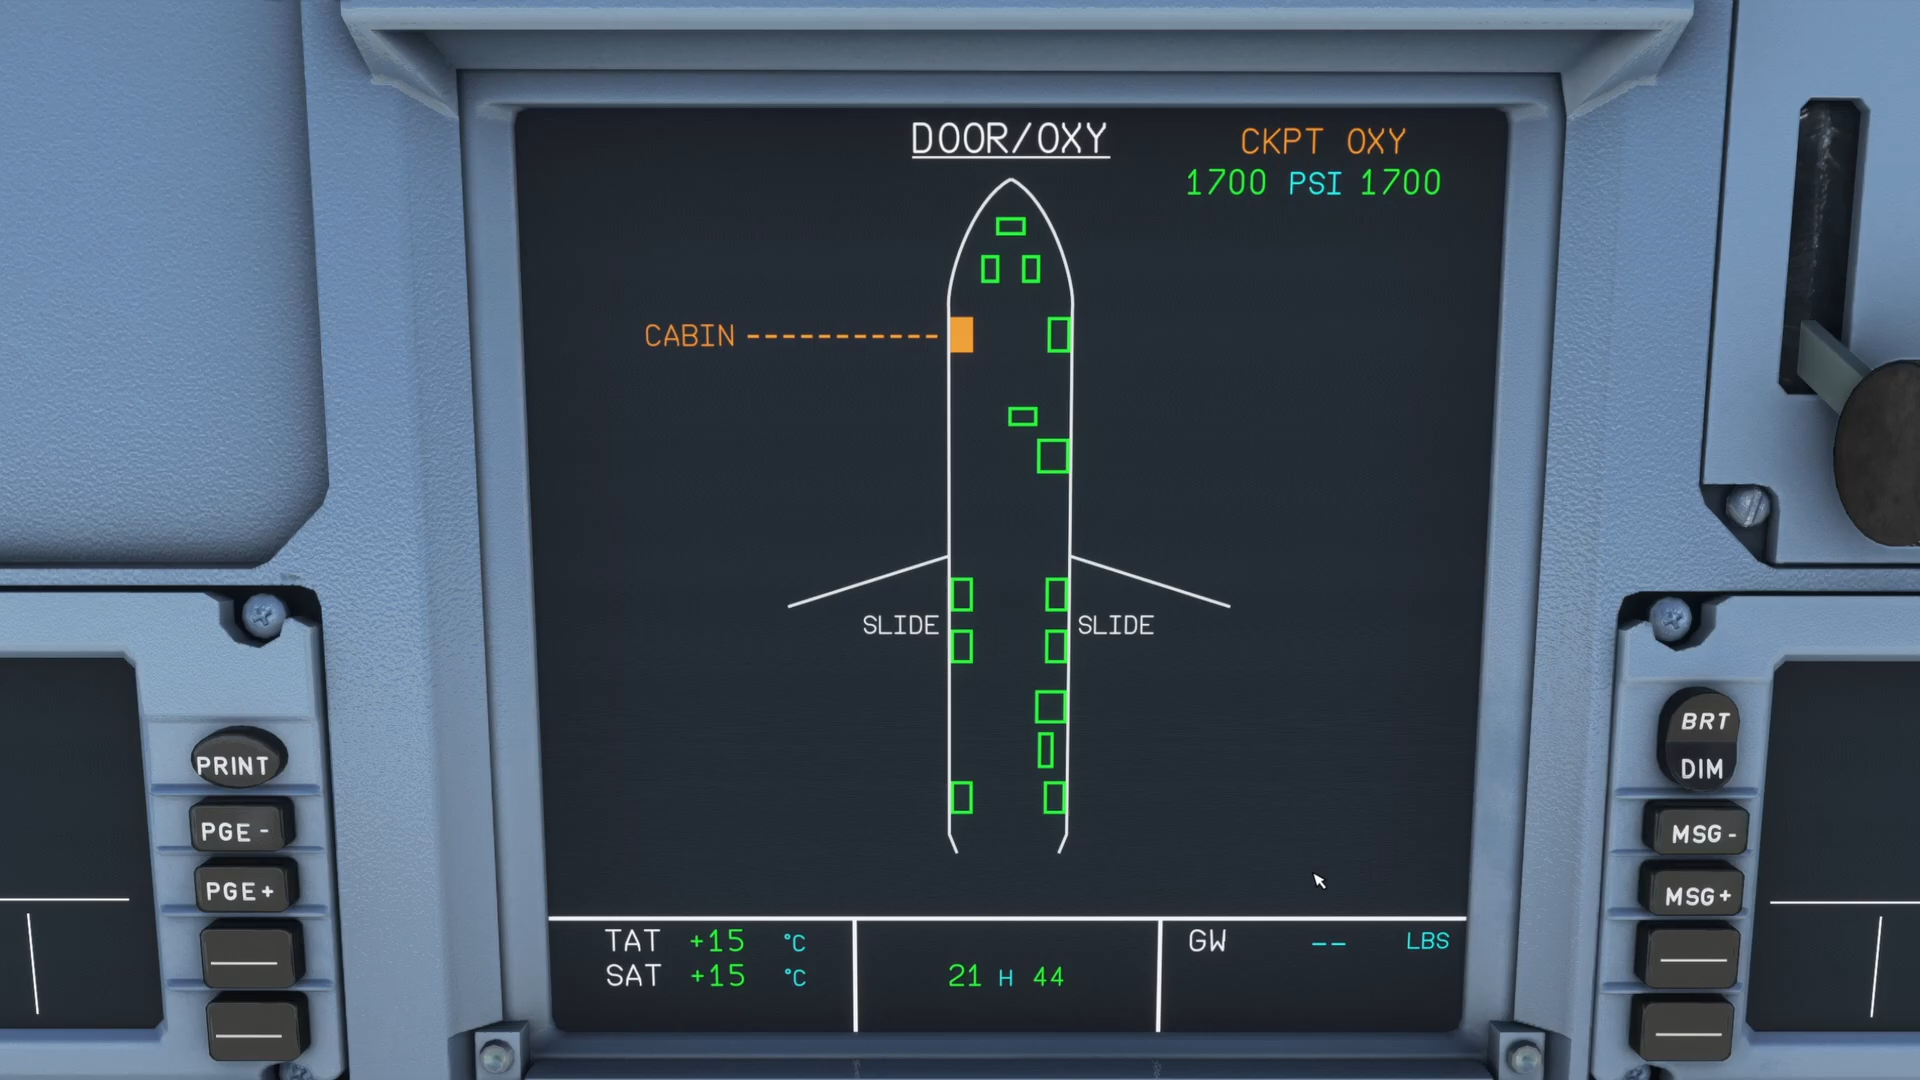 DOOR/OXY
CKPT OXY
1700 PSI 1700
CABIN
SLIDE SLIDE
PRINT
PGE -
PGE +
BRT
DIM
MSG -
MSG +
TAT +15 °C
SAT +15 °C
21 H 44
GW -- LBS